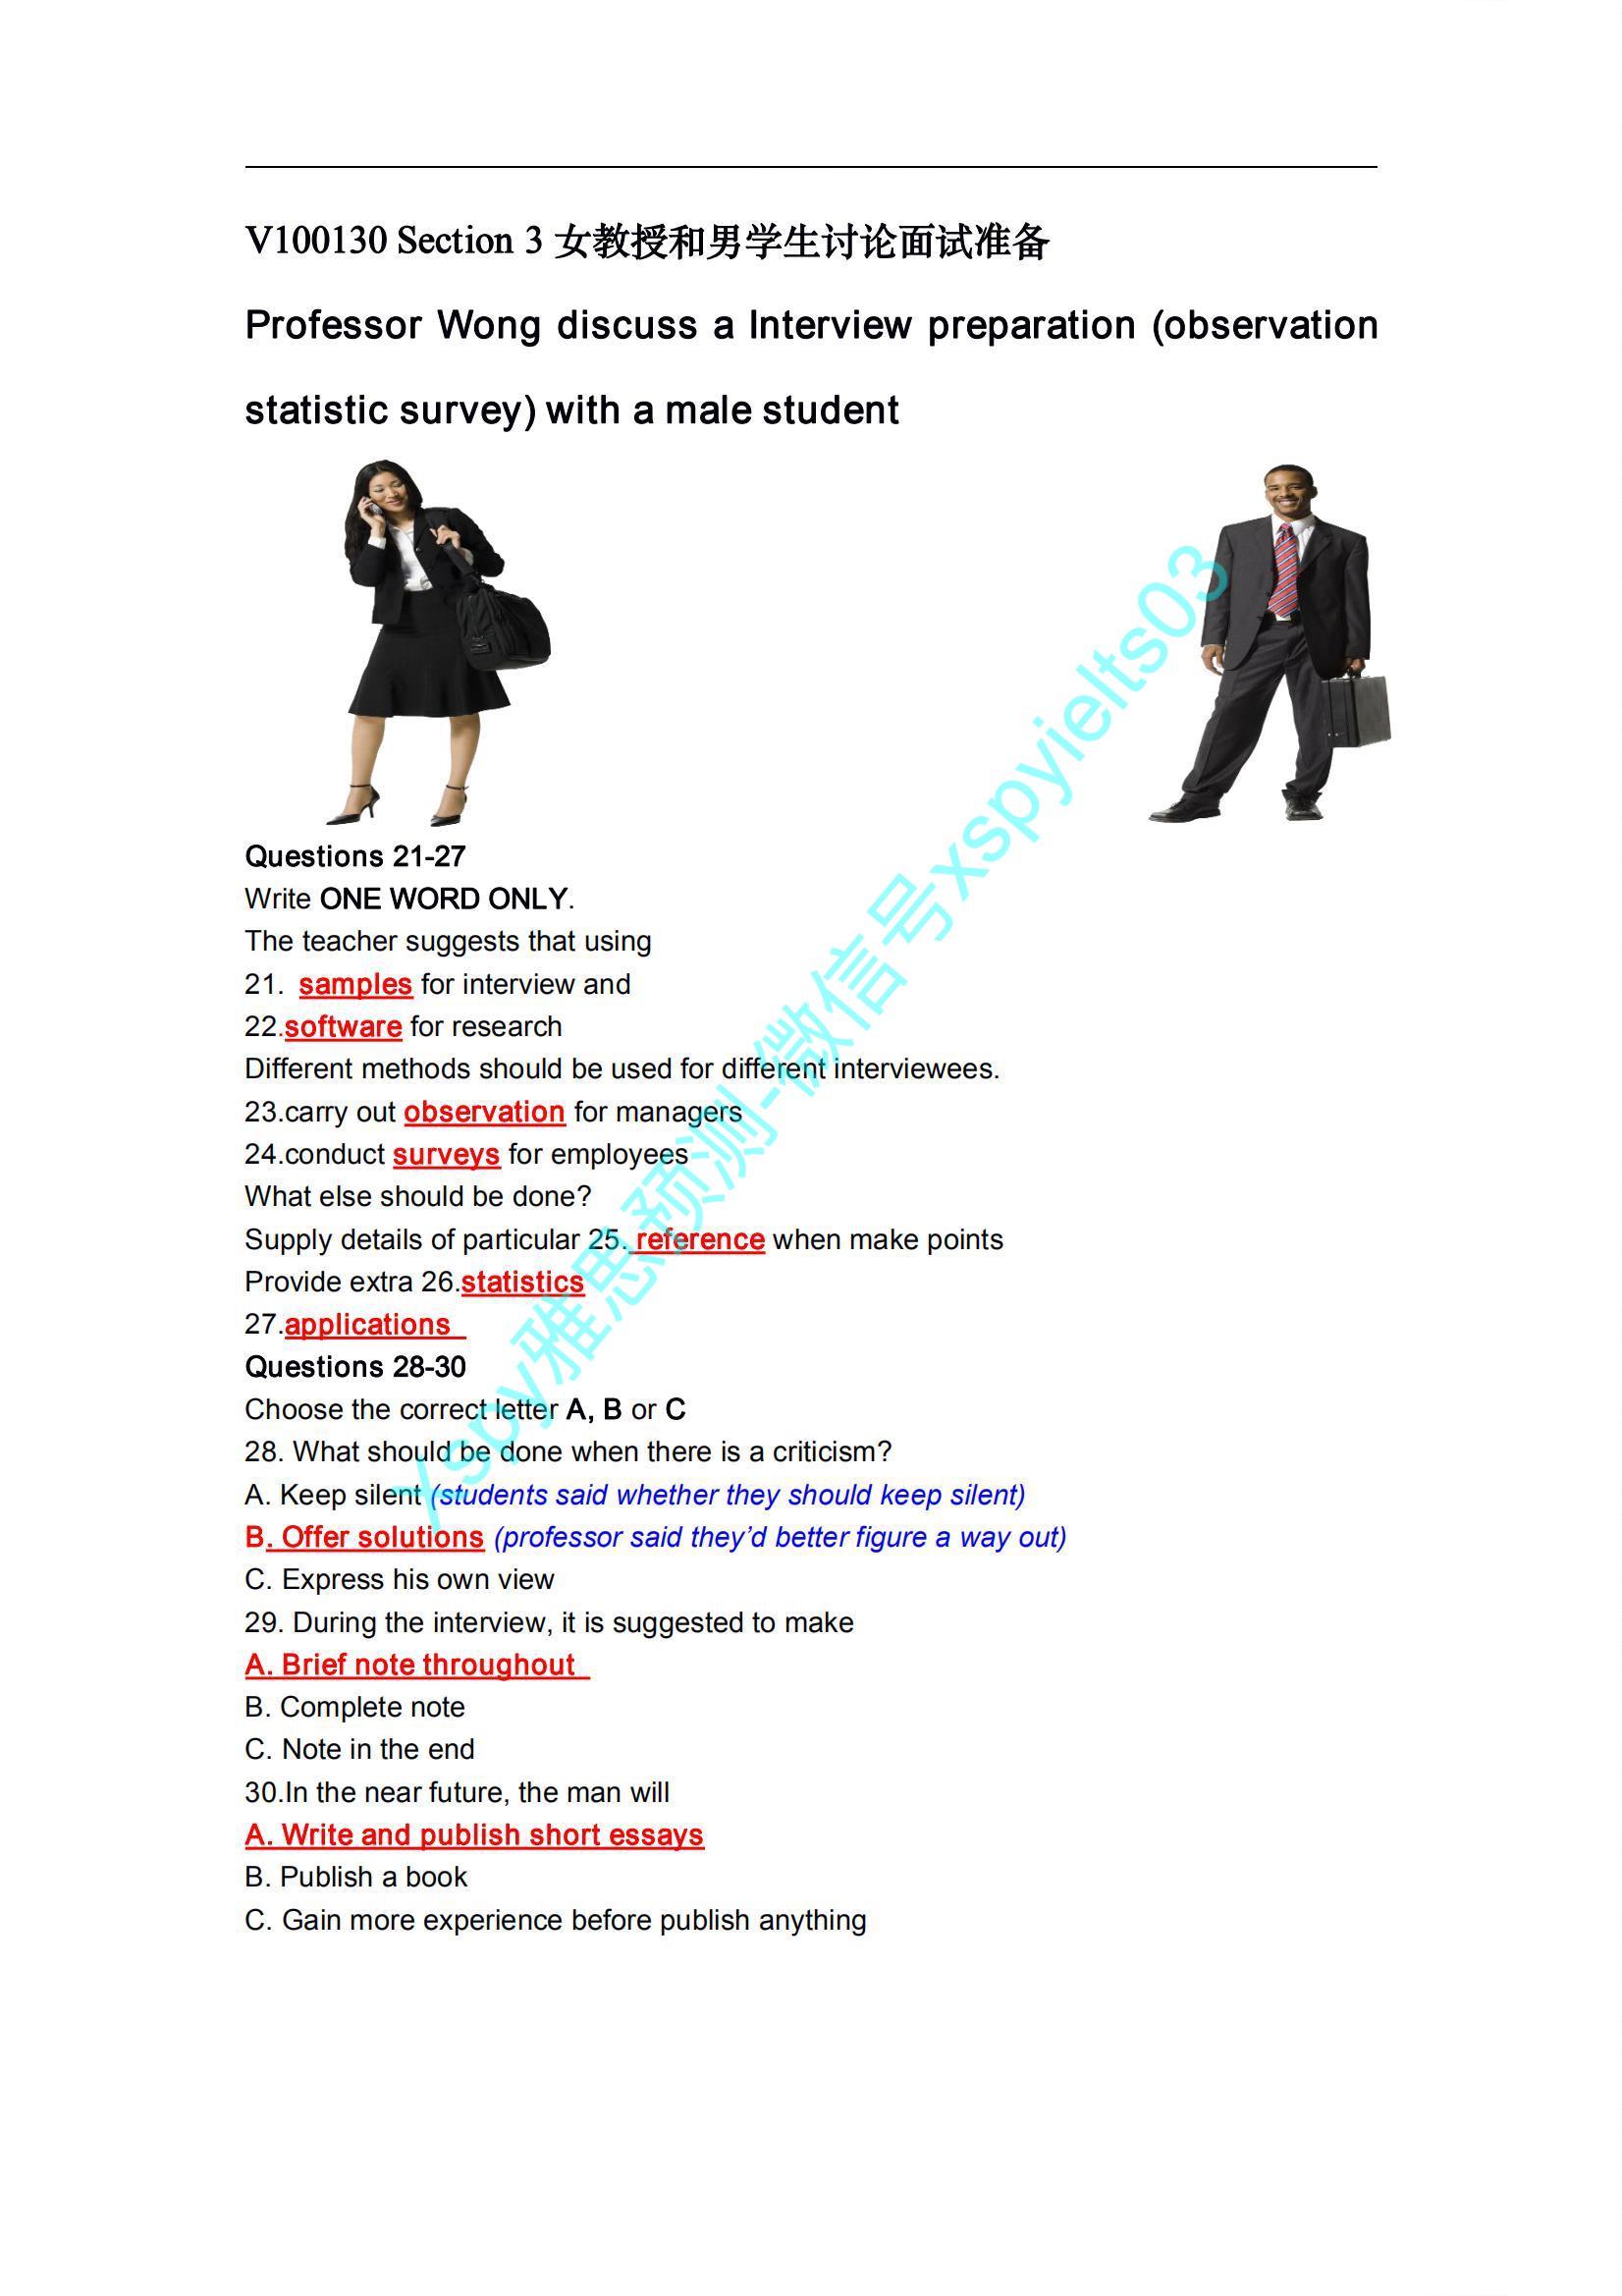 V100130 Section 3 女教授和男学生讨论面试准备
Professor Wong discuss a Interview preparation (observation
statistic survey) with a male student
Questions 21-27
Write ONE WORD ONLY.
The teacher suggests that using
21. samples for interview and
22.software for research
Different methods should be used for different interviewees.
23.carry out observation for managers
24.conduct surveys for employees
What else should be done?
Supply details of particular 25. reference when make points
Provide extra 26.statistics
27.applications
Questions 28-30
Choose the correct letter A, B or C
28. What should be done when there is a criticism?
A. Keep silent (students said whether they should keep silent)
B. Offer solutions (professor said they’d better figure a way out)
C. Express his own view
29. During the interview, it is suggested to make
A. Brief note throughout
B. Complete note
C. Note in the end
30.In the near future, the man will
A. Write and publish short essays
B. Publish a book
C. Gain more experience before publish anything
Xspy雅思预测-微信号xspyielts03